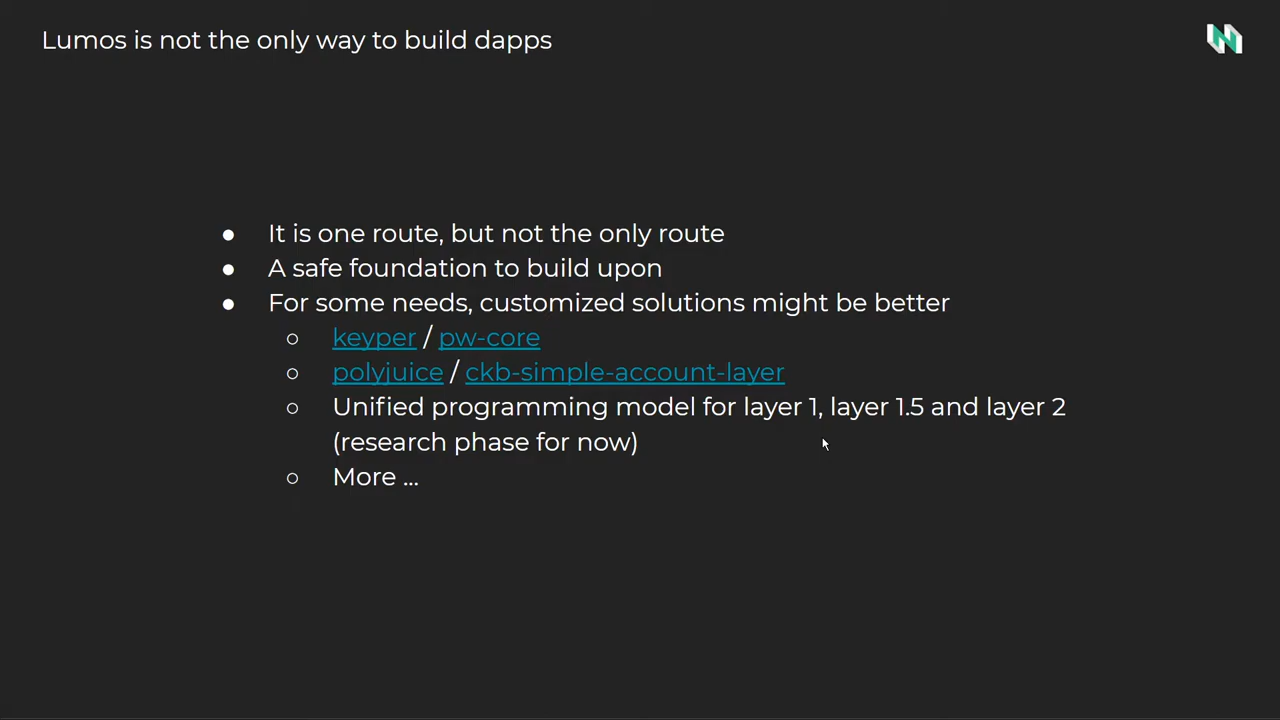 Lumos is not the only way to build dapps
● It is one route, but not the only route
● A safe foundation to build upon
● For some needs, customized solutions might be better
○ keyper / pw-core
○ polyjuice / ckb-simple-account-layer
○ Unified programming model for layer 1, layer 1.5 and layer 2
(research phase for now)
○ More ...